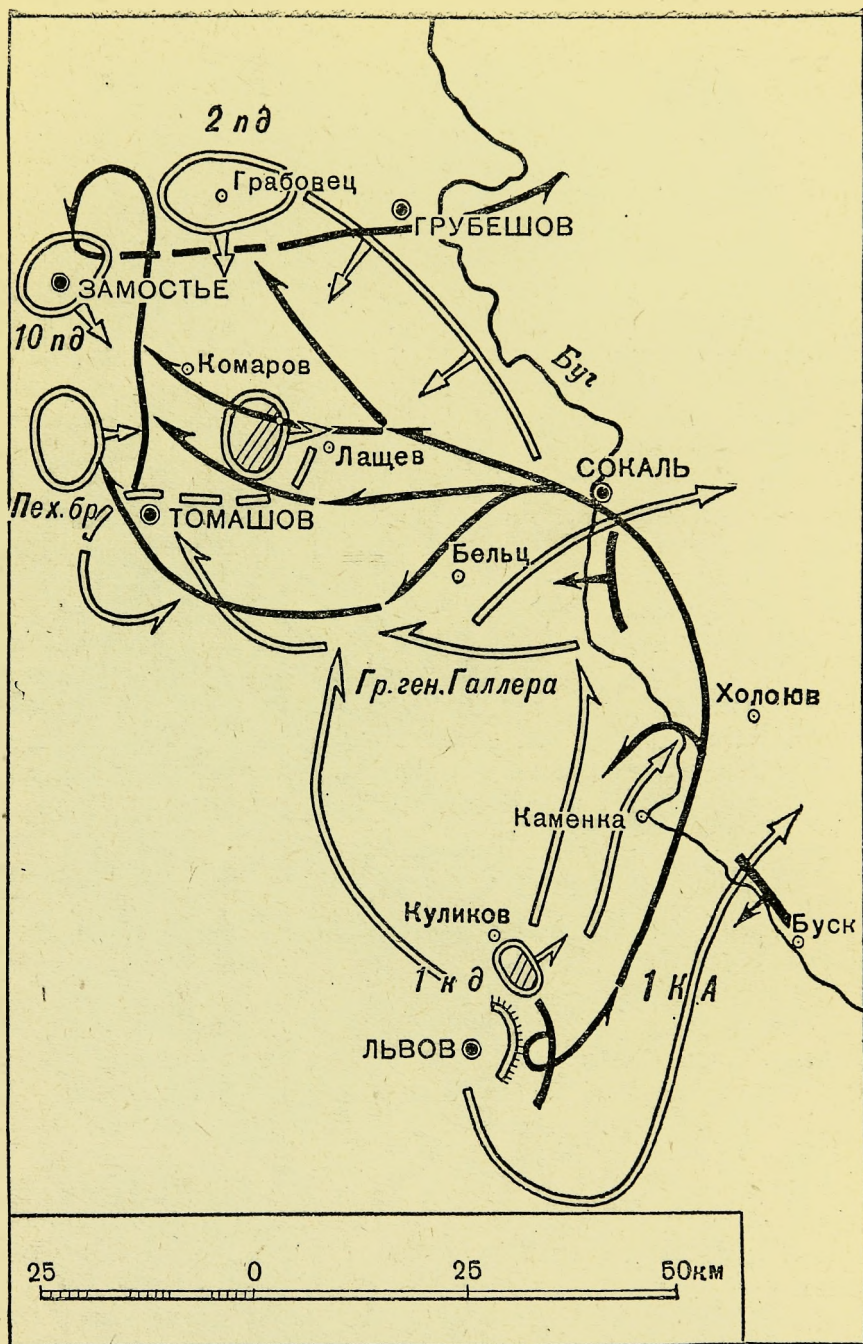 2 пд
Грабовец
ГРУБЕШОВ
ЗАМОСТЬЕ
10 пд
Комаров
Буг
Лащев
СОКАЛЬ
Пех. бр.
ТОМАШОВ
Бельц
Гр. ген. Галлера
Холоюв
Каменка
Куликов
Буск
1 к д
1 К А
ЛЬВОВ
25 0 25 50км